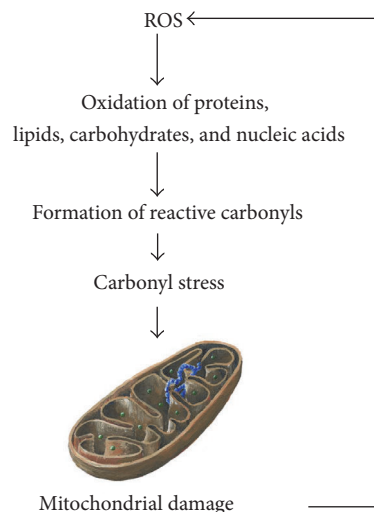 ROS
Oxidation of proteins,
lipids, carbohydrates, and nucleic acids
Formation of reactive carbonyls
Carbonyl stress
Mitochondrial damage